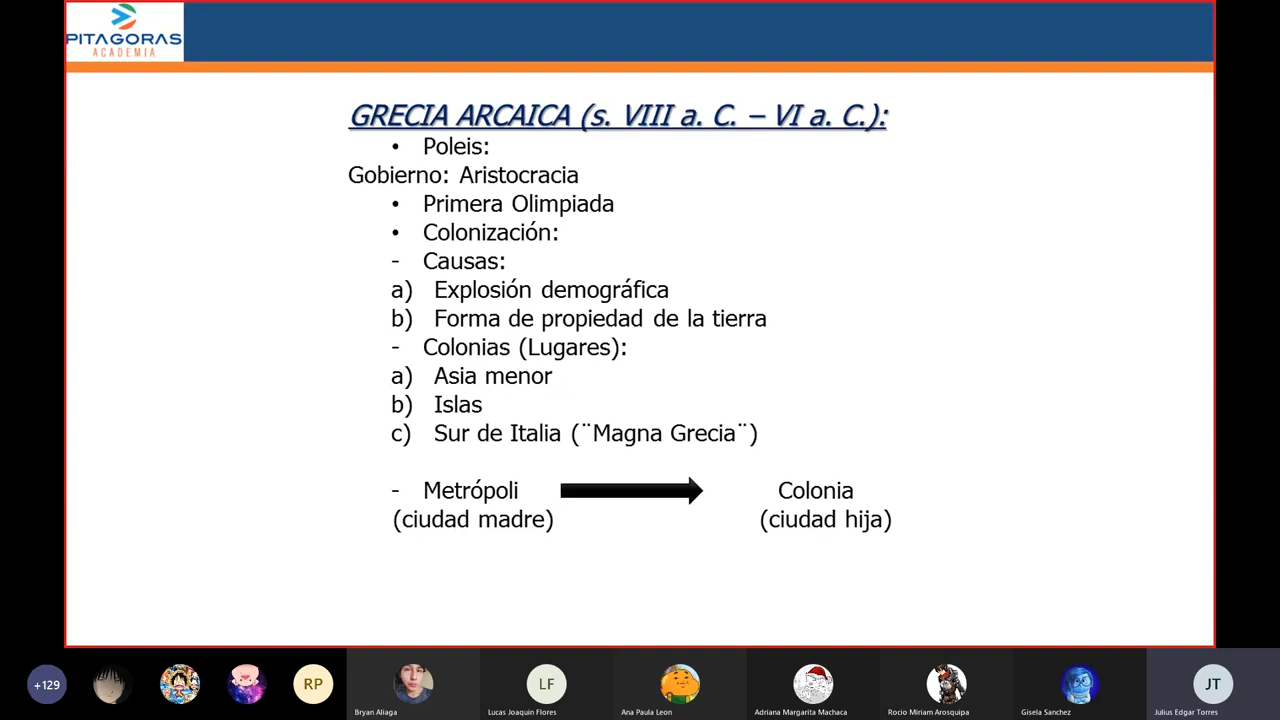 PITAGORAS
ACADEMIA
GRECIA ARCAICA (s. VIII a. C. – VI a. C.):
• Poleis:
Gobierno: Aristocracia
• Primera Olimpiada
• Colonización:
- Causas:
a) Explosión demográfica
b) Forma de propiedad de la tierra
- Colonias (Lugares):
a) Asia menor
b) Islas
c) Sur de Italia (¨Magna Grecia¨)
- Metrópoli Colonia
(ciudad madre) (ciudad hija)
+129 RP LF JT
Bryan Aliaga Lucas Joaquin Flores Ana Paula Leon Adriana Margarita Machaca Rocio Miriam Arosquipa Gisela Sanchez Julius Edgar Torres